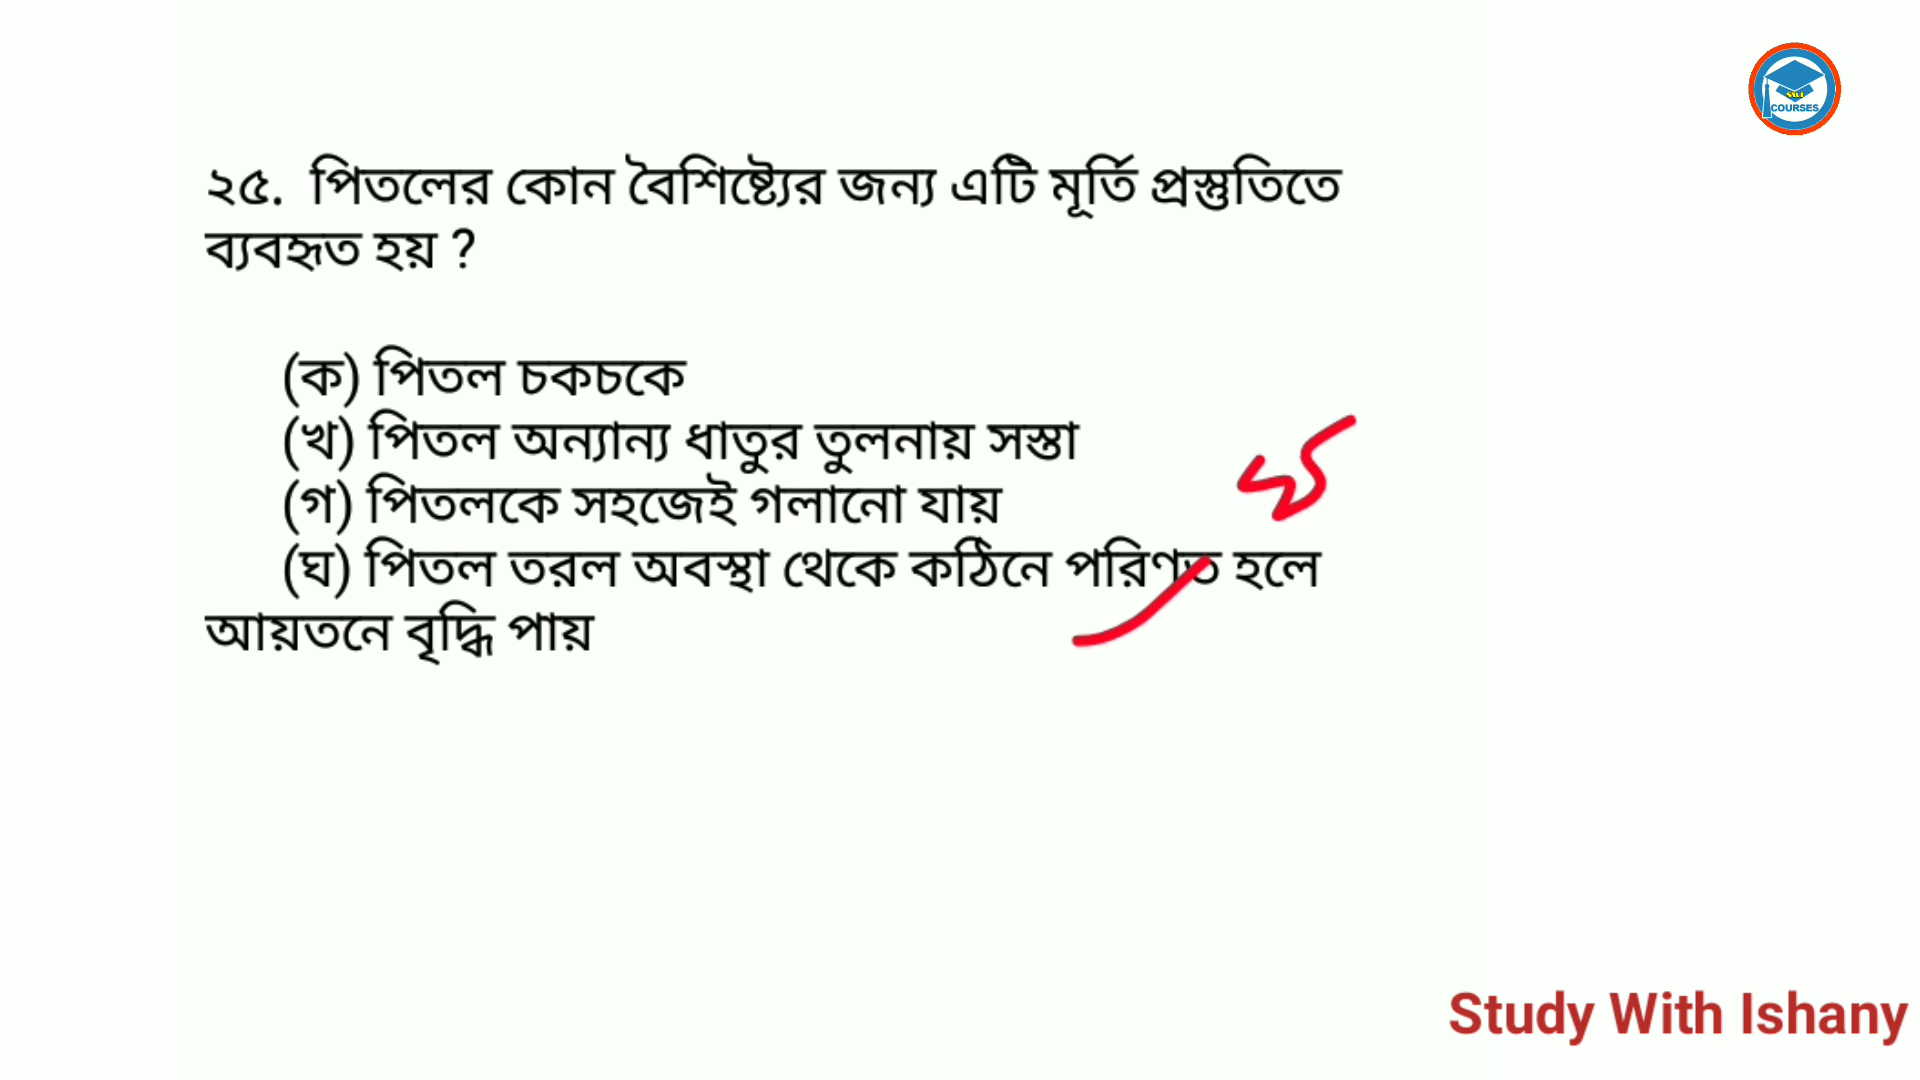 COURSES
২৫. পিতলের কোন বৈশিষ্ট্যের জন্য এটি মূর্তি প্রস্তুতিতে
ব্যবহৃত হয় ?
(ক) পিতল চকচকে
(খ) পিতল অন্যান্য ধাতুর তুলনায় সস্তা
(গ) পিতলকে সহজেই গলানো যায়
(ঘ) পিতল তরল অবস্থা থেকে কঠিনে পরিণত হলে
আয়তনে বৃদ্ধি পায়
Study With Ishany